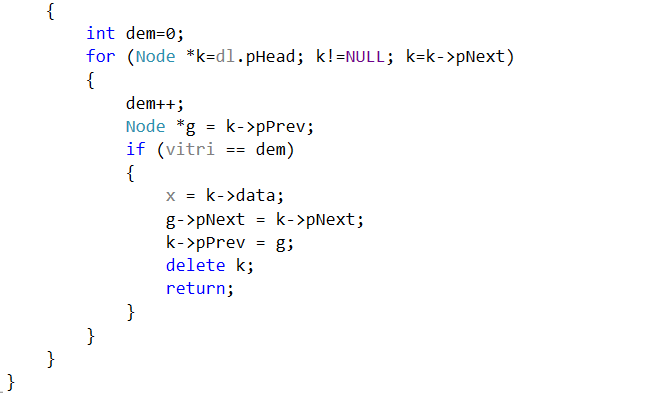 {
int dem=0;
for (Node *k=dl.pHead; k!=NULL; k=k->pNext)
{
dem++;
Node *g = k->pPrev;
if (vitri == dem)
{
x = k->data;
g->pNext = k->pNext;
k->pPrev = g;
delete k;
return;
}
}
}
}